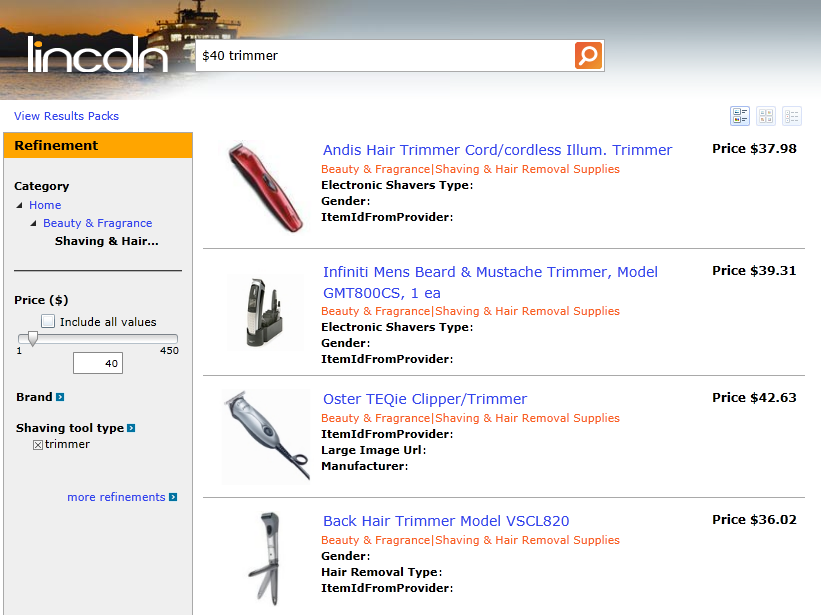 lincoln
$40 trimmer
View Results Packs
Refinement
Category
Home
Beauty & Fragrance
Shaving & Hair...
Price ($)
Include all values
1 450
40
Brand
Shaving tool type
trimmer
more refinements
Andis Hair Trimmer Cord/cordless Illum. Trimmer
Price $37.98
Beauty & Fragrance|Shaving & Hair Removal Supplies
Electronic Shavers Type:
Gender:
ItemIdFromProvider:
Infiniti Mens Beard & Mustache Trimmer, Model
GMT800CS, 1 ea
Price $39.31
Beauty & Fragrance|Shaving & Hair Removal Supplies
Electronic Shavers Type:
Gender:
ItemIdFromProvider:
Oster TEQie Clipper/Trimmer
Price $42.63
Beauty & Fragrance|Shaving & Hair Removal Supplies
ItemIdFromProvider:
Large Image Url:
Manufacturer:
Back Hair Trimmer Model VSCL820
Price $36.02
Beauty & Fragrance|Shaving & Hair Removal Supplies
Gender:
Hair Removal Type:
ItemIdFromProvider: